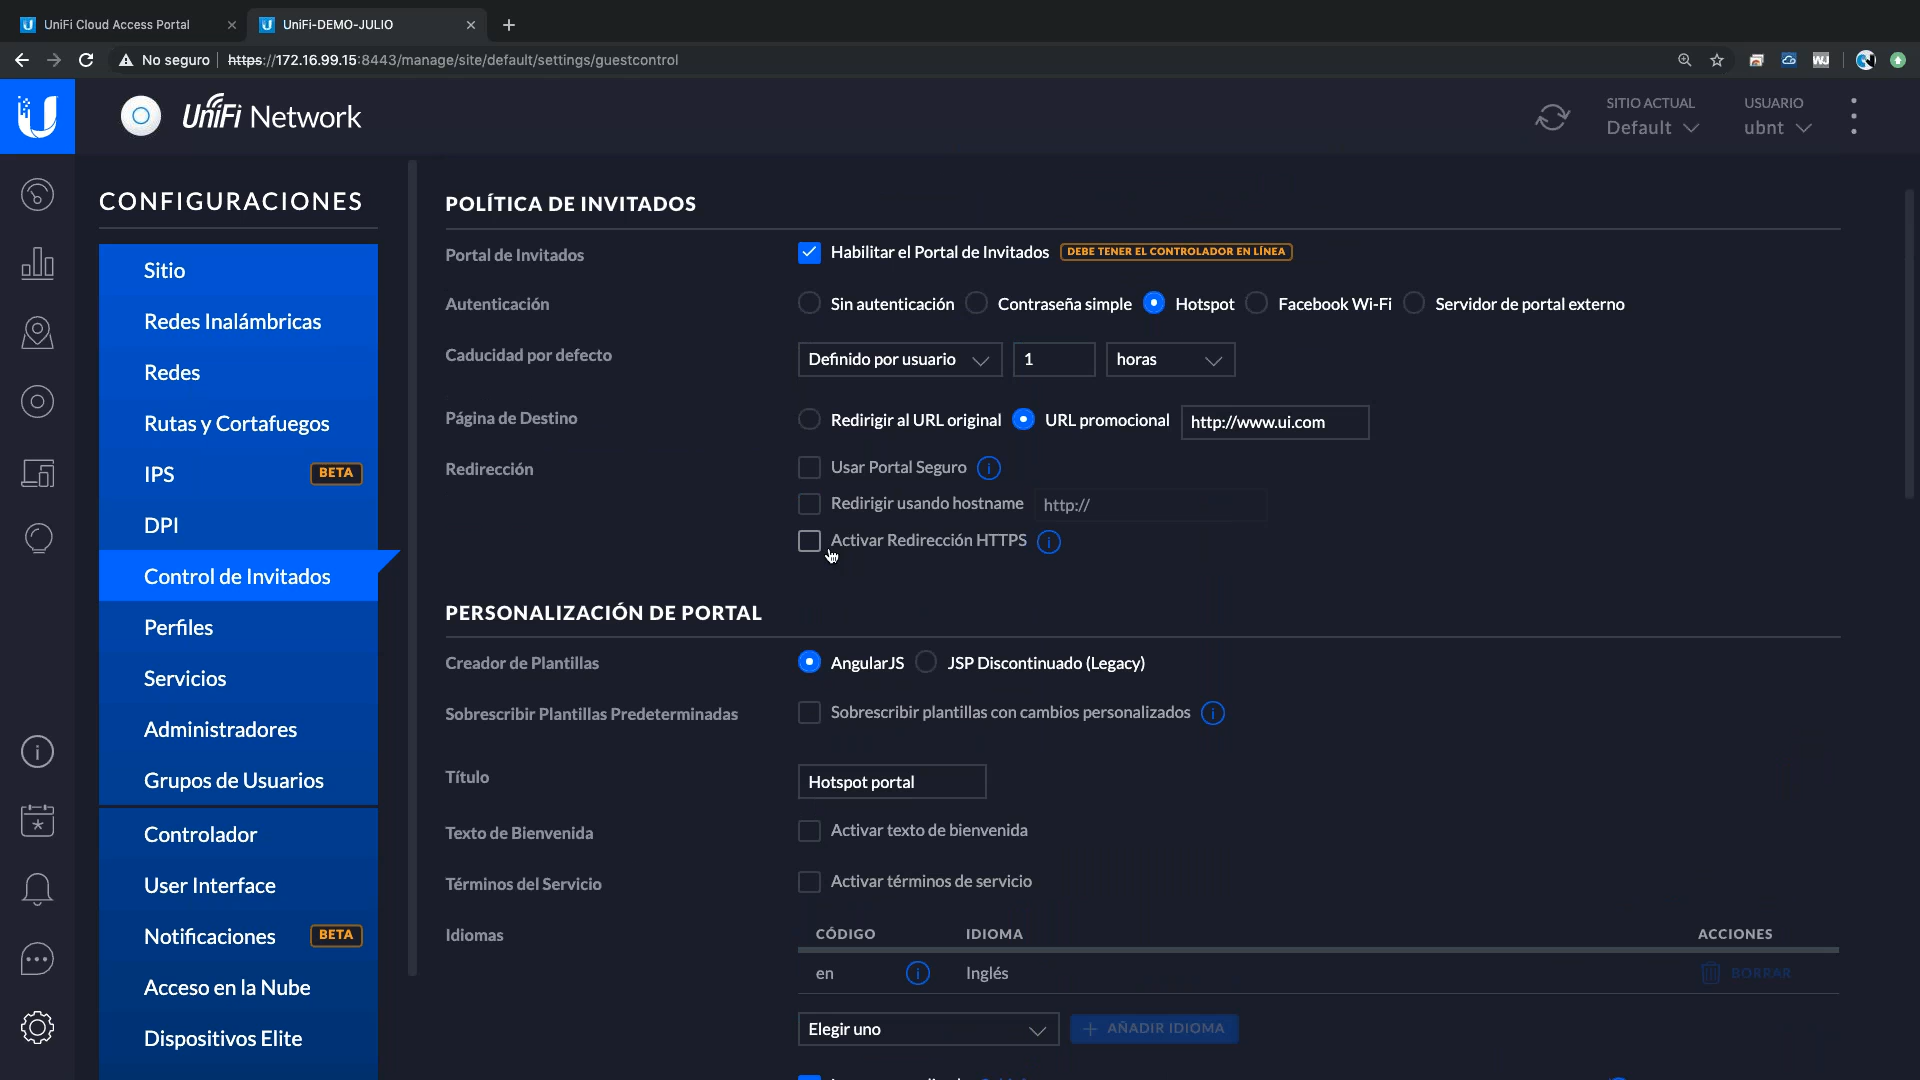 UniFi Cloud Access Portal
UniFi-DEMO-JULIO
No seguro
https://172.16.99.15:8443/manage/site/default/settings/guestcontrol
UniFi Network
SITIO ACTUAL
Default
USUARIO
ubnt
CONFIGURACIONES
Sitio
Redes Inalámbricas
Redes
Rutas y Cortafuegos
IPS BETA
DPI
Control de Invitados
Perfiles
Servicios
Administradores
Grupos de Usuarios
Controlador
User Interface
Notificaciones BETA
Acceso en la Nube
Dispositivos Elite
POLÍTICA DE INVITADOS
Portal de Invitados Habilitar el Portal de Invitados DEBE TENER EL CONTROLADOR EN LÍNEA
Autenticación Sin autenticación Contraseña simple Hotspot Facebook Wi-Fi Servidor de portal externo
Caducidad por defecto Definido por usuario 1 horas
Página de Destino Redirigir al URL original URL promocional http://www.ui.com
Redirección Usar Portal Seguro
Redirigir usando hostname http://
Activar Redirección HTTPS
PERSONALIZACIÓN DE PORTAL
Creador de Plantillas AngularJS JSP Discontinuado (Legacy)
Sobrescribir Plantillas Predeterminadas Sobrescribir plantillas con cambios personalizados
Título Hotspot portal
Texto de Bienvenida Activar texto de bienvenida
Términos del Servicio Activar términos de servicio
Idiomas CÓDIGO IDIOMA ACCIONES
en Inglés BORRAR
Elegir uno + AÑADIR IDIOMA